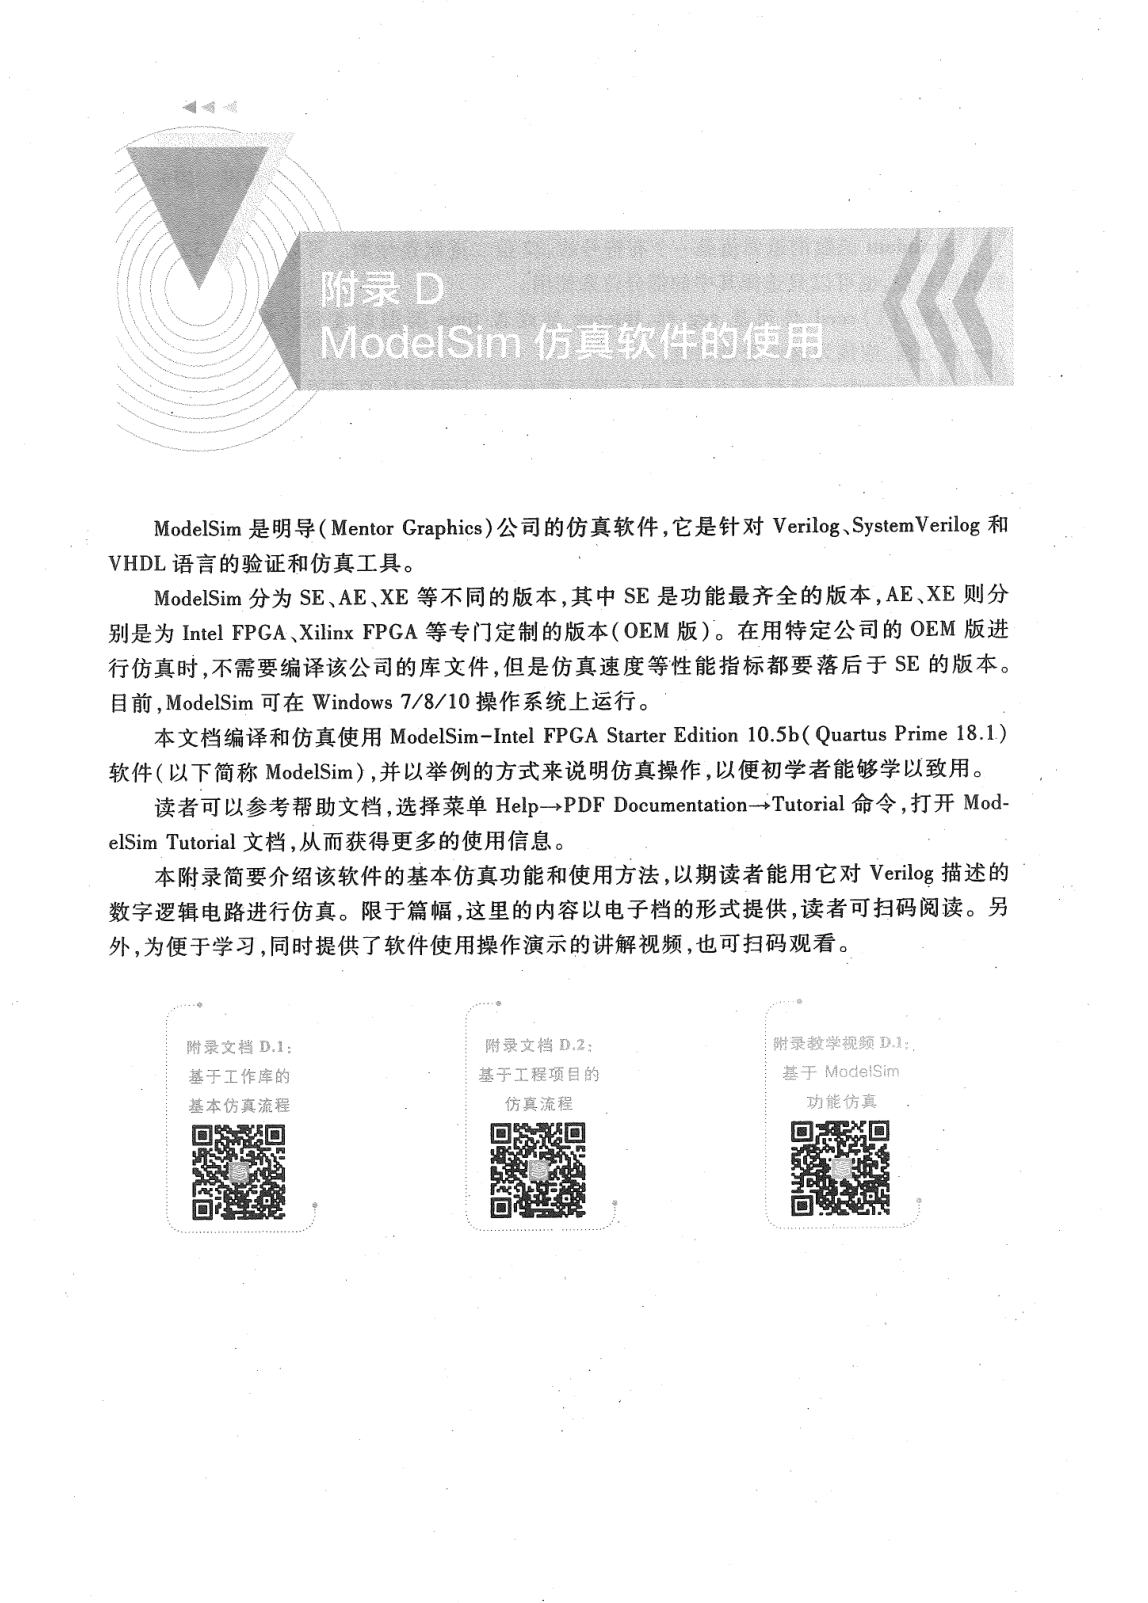 附录 D
ModelSim 仿真软件的使用
ModelSim 是明导(Mentor Graphics)公司的仿真软件,它是针对 Verilog、SystemVerilog 和
VHDL 语言的验证和仿真工具。
ModelSim 分为 SE、AE、XE 等不同的版本,其中 SE 是功能最齐全的版本,AE、XE 则分
别是为 Intel FPGA、Xilinx FPGA 等专门定制的版本(OEM 版)。在用特定公司的 OEM 版进
行仿真时,不需要编译该公司的库文件,但是仿真速度等性能指标都要落后于 SE 的版本。
目前,ModelSim 可在 Windows 7/8/10 操作系统上运行。
本文档编译和仿真使用 ModelSim-Intel FPGA Starter Edition 10.5b(Quartus Prime 18.1)
软件(以下简称 ModelSim),并以举例的方式来说明仿真操作,以便初学者能够学以致用。
读者可以参考帮助文档,选择菜单 Help→PDF Documentation→Tutorial 命令,打开 Mod-
elSim Tutorial 文档,从而获得更多的使用信息。
本附录简要介绍该软件的基本仿真功能和使用方法,以期读者能用它对 Verilog 描述的
数字逻辑电路进行仿真。限于篇幅,这里的内容以电子档的形式提供,读者可扫码阅读。另
外,为便于学习,同时提供了软件使用操作演示的讲解视频,也可扫码观看。
附录文档 D.1:
基于工作库的
基本仿真流程
附录文档 D.2:
基于工程项目的
仿真流程
附录教学视频 D.1:
基于 ModelSim
功能仿真